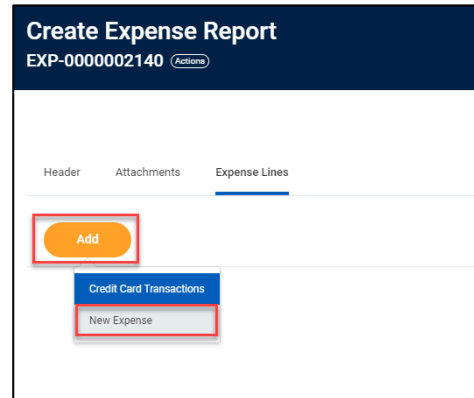 Create Expense Report
EXP-0000002140 Actions
Header Attachments Expense Lines
Add
Credit Card Transactions
New Expense